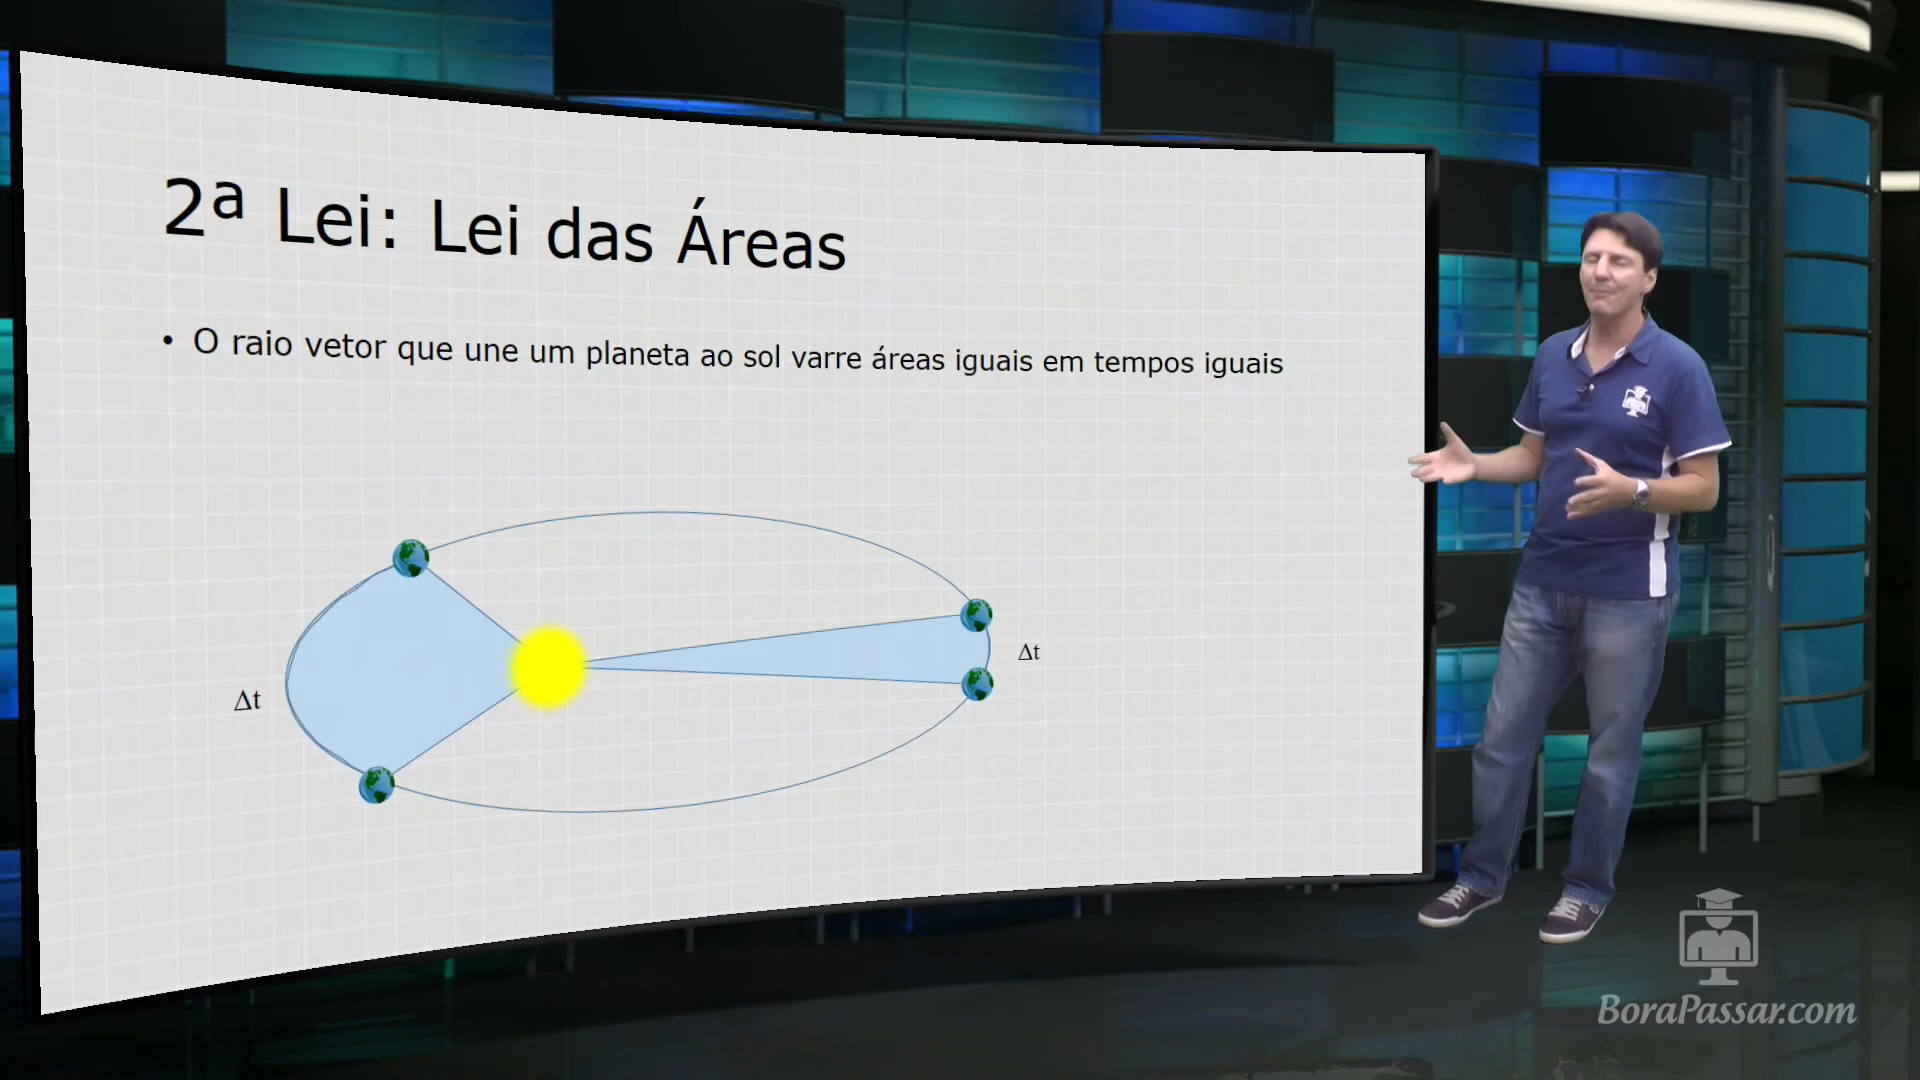 2ª Lei: Lei das Áreas
• O raio vetor que une um planeta ao sol varre áreas iguais em tempos iguais
Δt
Δt
BoraPassar.com